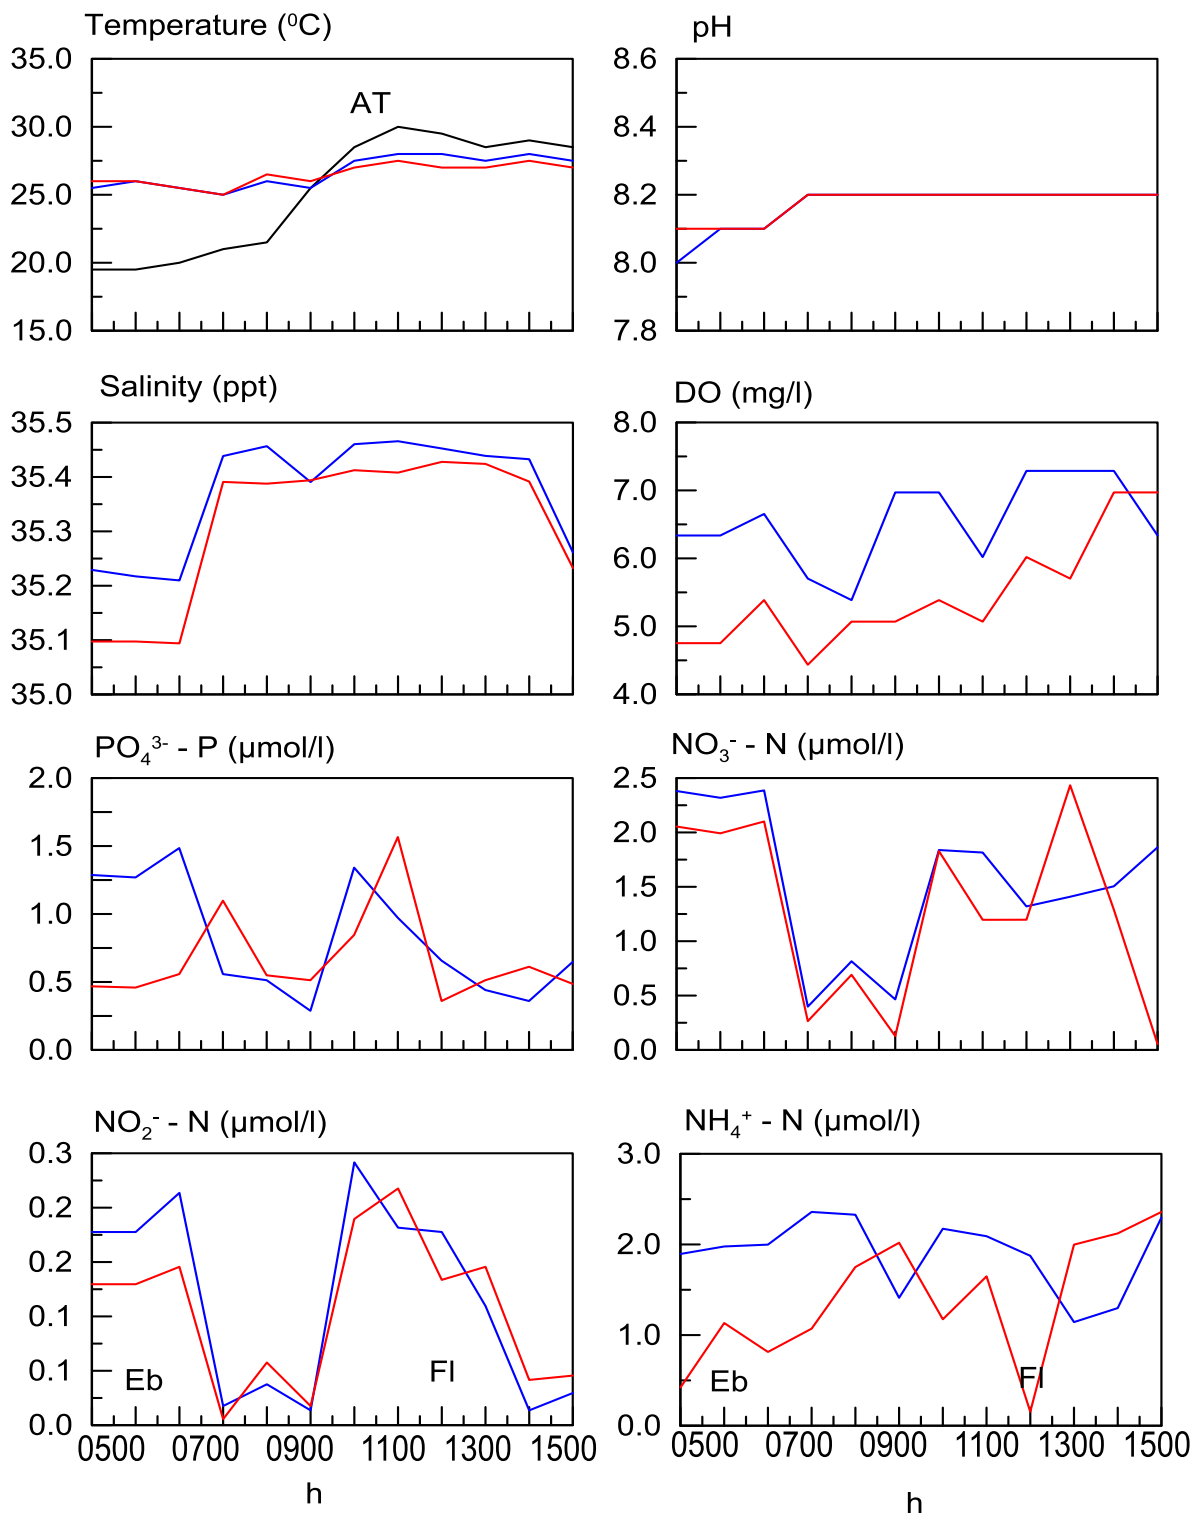 Temperature (⁰C)
35.0
30.0
25.0
20.0
15.0
AT
pH
8.6
8.4
8.2
8.0
7.8
Salinity (ppt)
35.5
35.4
35.3
35.2
35.1
35.0
DO (mg/l)
8.0
7.0
6.0
5.0
4.0
PO₄³⁻ - P (µmol/l)
2.0
1.5
1.0
0.5
0.0
NO₃⁻ - N (µmol/l)
2.5
2.0
1.5
1.0
0.5
0.0
NO₂⁻ - N (µmol/l)
0.3
0.2
0.2
0.1
0.1
0.0
Eb
Fl
0500 0700 0900 1100 1300 1500
h
NH₄⁺ - N (µmol/l)
3.0
2.0
1.0
0.0
Eb
Fl
0500 0700 0900 1100 1300 1500
h